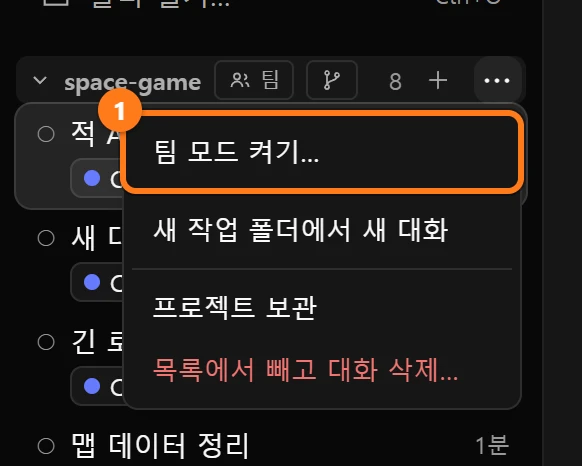 space-game 팀 8
1
적
팀 모드 켜기...
새 작업 폴더에서 새 대화
새
프로젝트 보관
긴
목록에서 빼고 대화 삭제...
맵 데이터 정리 1분